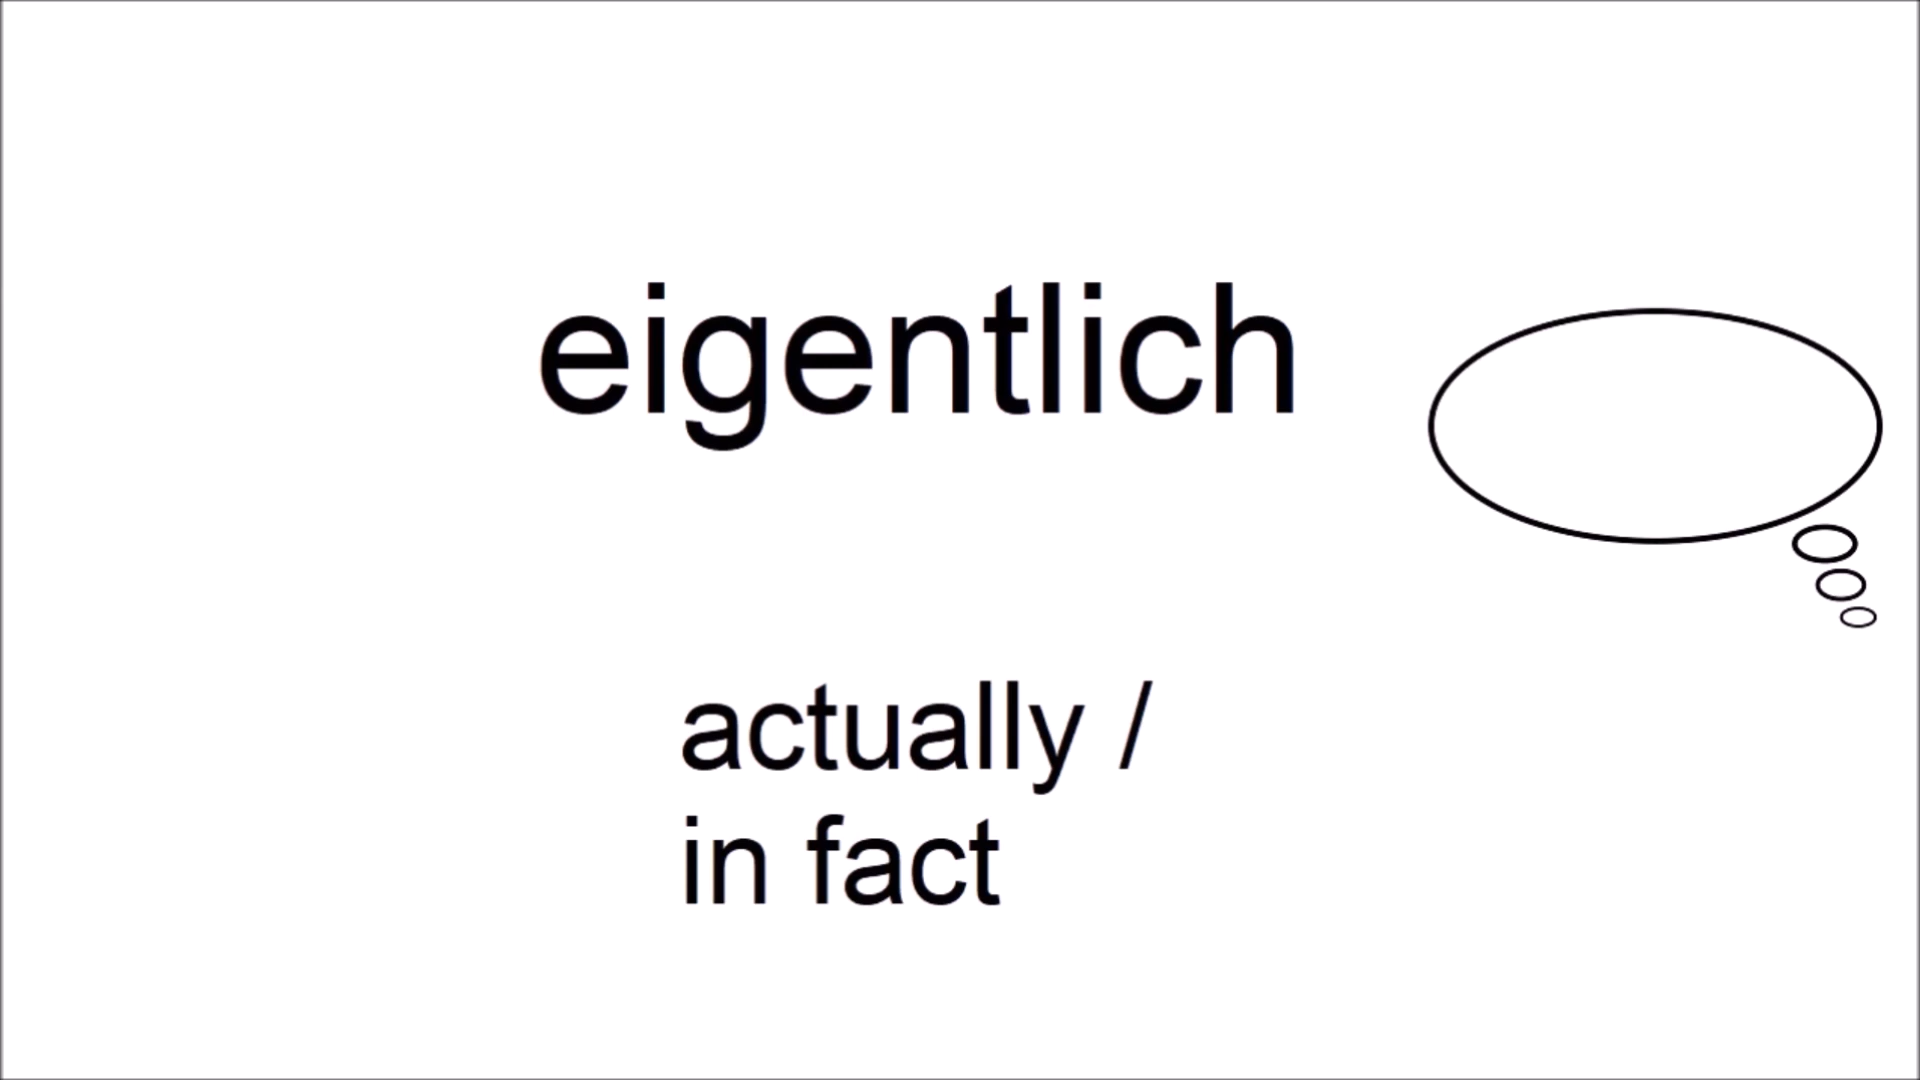 eigentlich
actually /
in fact